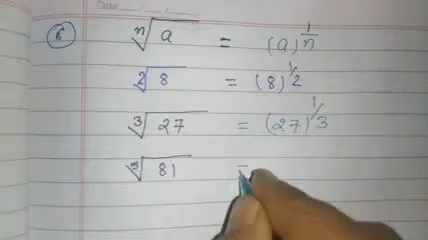 Date
6 ⁿ√a = (a)^1/n
²√8 = (8)^1/2
³√27 = (27)^1/3
⁵√81 =